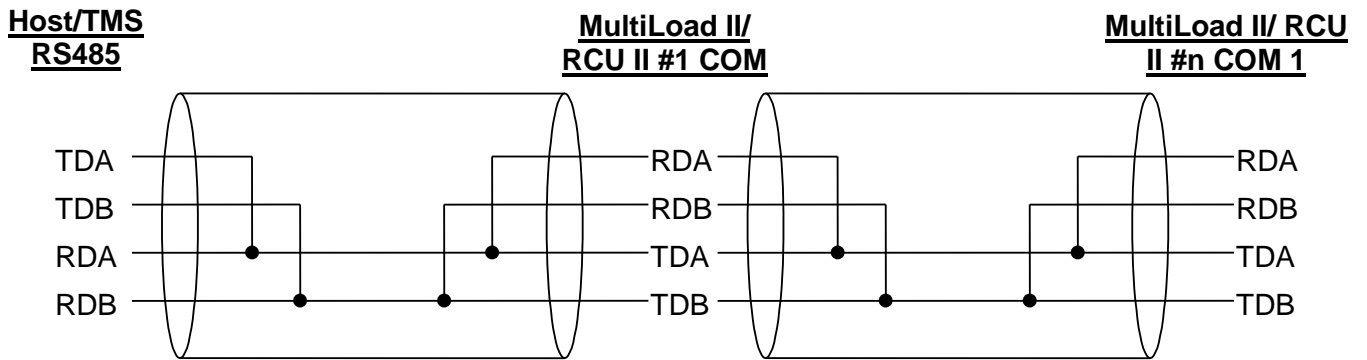 Host/TMS
RS485
MultiLoad II/
RCU II #1 COM
MultiLoad II/ RCU
II #n COM 1
TDA
TDB
RDA
RDB
RDA
RDB
TDA
TDB
RDA
RDB
TDA
TDB